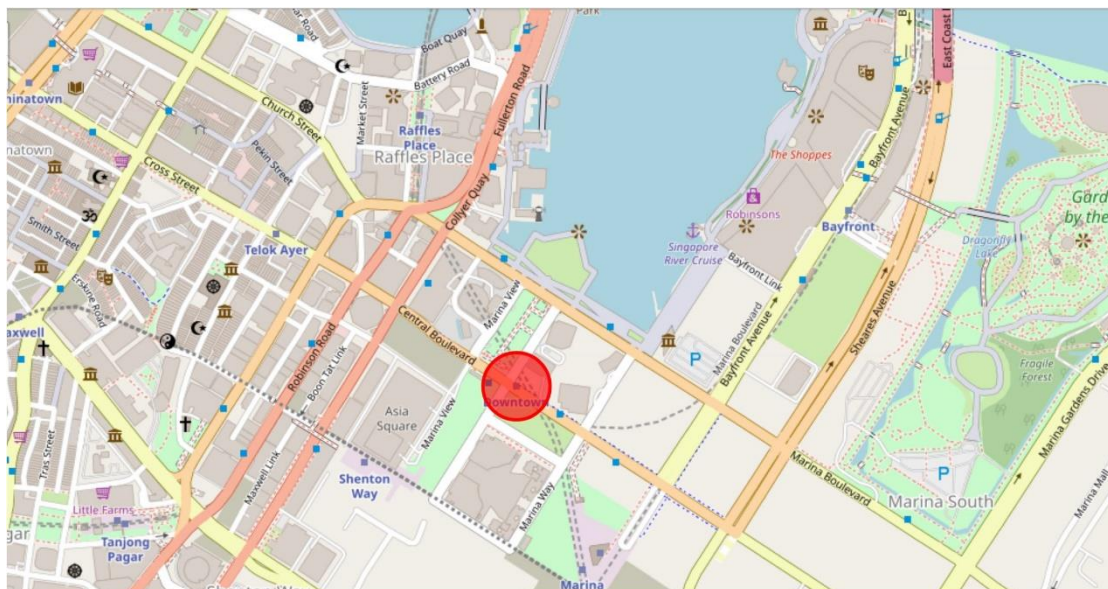 Park
Boat Quay
Battery Road
East Coast
Chinatown
Church Street
Market Street
Fullerton Road
Raffles
Place
Raffles Place
Pekin Street
Bayfront Avenue
The Shoppes
Cross Street
Collyer Quay
Robinsons
Gard
by the
Smith Street
Telok Ayer
Singapore
River Cruise
Bayfront
Dragonfly
Lake
Erskine Road
Bayfront Link
Marina View
Sheares Avenue
Maxwell
Central Boulevard
Marina Boulevard
Bayfront Avenue
Robinson Road
Boon Tat Link
Fragile
Forest
Marina Gardens Drive
Downtown
Asia
Square
Marina View
Tras Street
Maxwell Link
Shenton
Way
Marina Boulevard
P
P
Marina South
Little Farms
Marina Way
Marina Mall
Tanjong
Pagar
gar
Marina